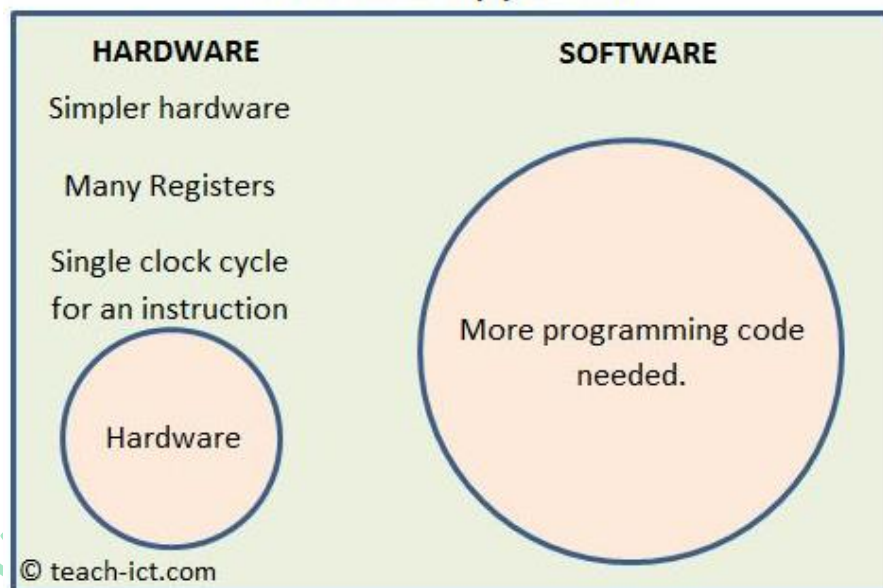 HARDWARE
Simpler hardware
Many Registers
Single clock cycle
for an instruction
Hardware
SOFTWARE
More programming code
needed.
© teach-ict.com